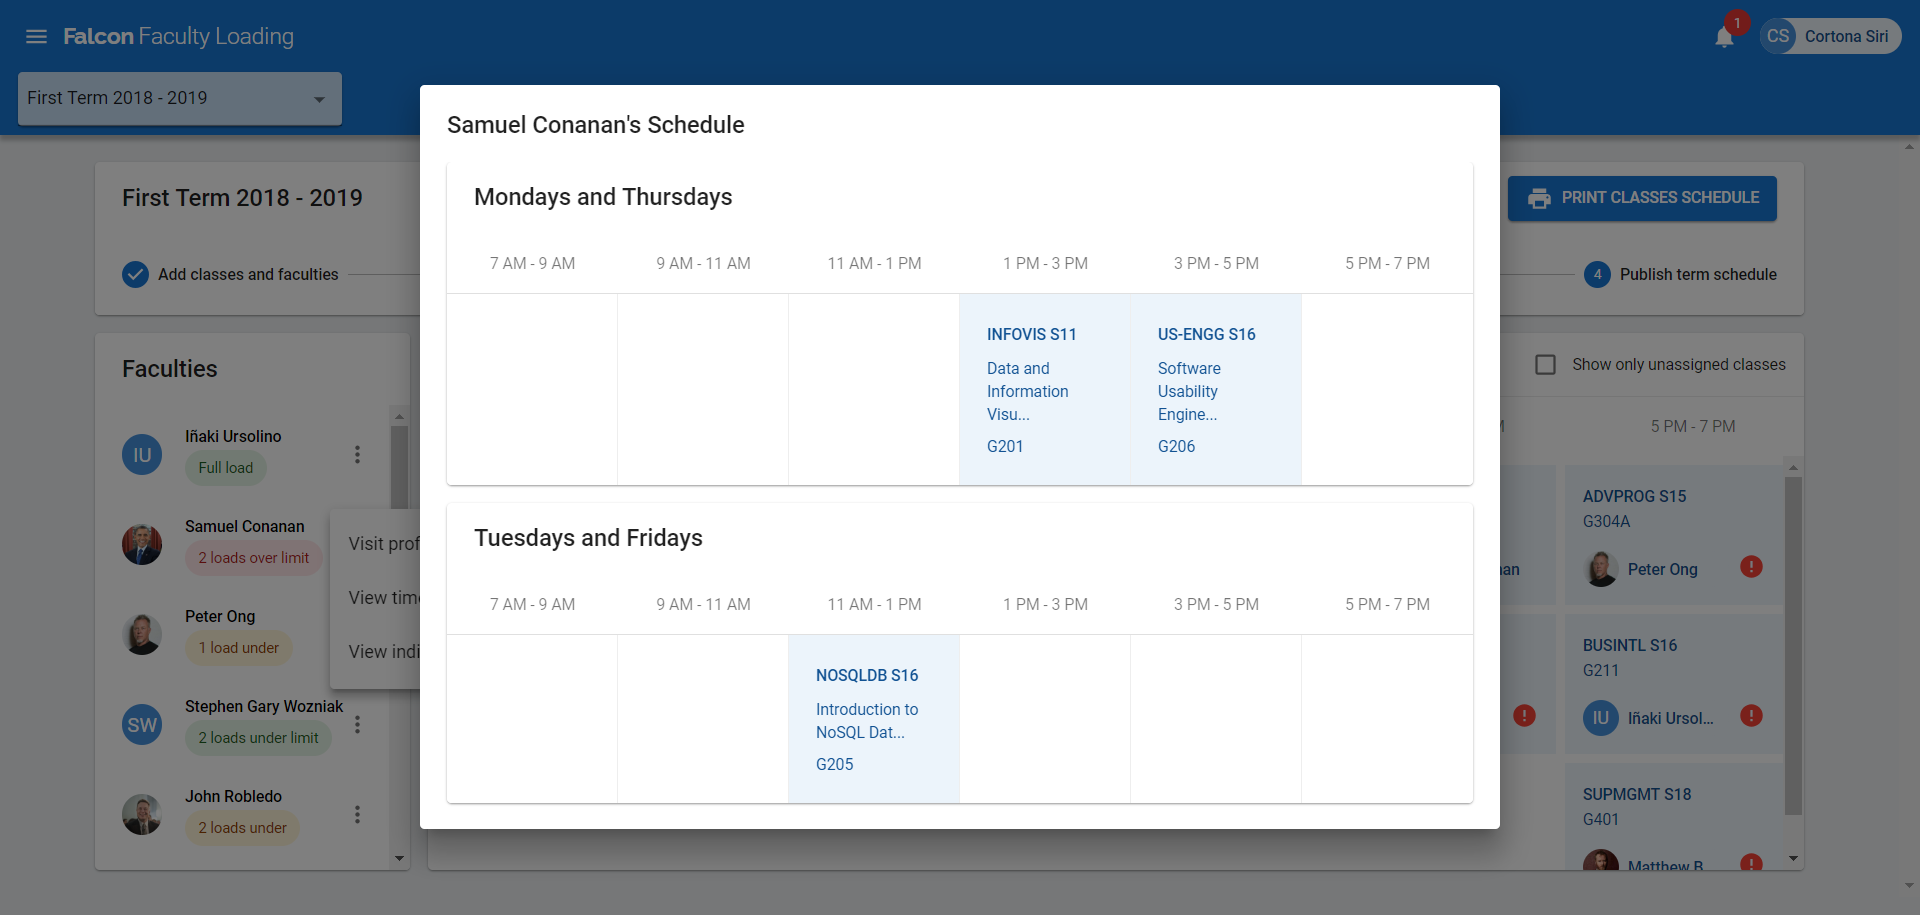 Falcon Faculty Loading
1
CS Cortona Siri
First Term 2018 - 2019
First Term 2018 - 2019
PRINT CLASSES SCHEDULE
Add classes and faculties
4 Publish term schedule
Faculties
Iñaki Ursolino
IU
Full load
Samuel Conanan
2 loads over limit
Peter Ong
1 load under
Stephen Gary Wozniak
SW
2 loads under limit
John Robledo
2 loads under
Visit prof
View time
View indi
Samuel Conanan's Schedule
Mondays and Thursdays
7 AM - 9 AM 9 AM - 11 AM 11 AM - 1 PM 1 PM - 3 PM 3 PM - 5 PM 5 PM - 7 PM
INFOVIS S11
Data and
Information
Visu...
G201
US-ENGG S16
Software
Usability
Engine...
G206
Tuesdays and Fridays
7 AM - 9 AM 9 AM - 11 AM 11 AM - 1 PM 1 PM - 3 PM 3 PM - 5 PM 5 PM - 7 PM
NOSQLDB S16
Introduction to
NoSQL Dat...
G205
Show only unassigned classes
5 PM - 7 PM
ADVPROG S15
G304A
Peter Ong
BUSINTL S16
G211
IU Iñaki Ursol...
SUPMGMT S18
G401
Matthew B